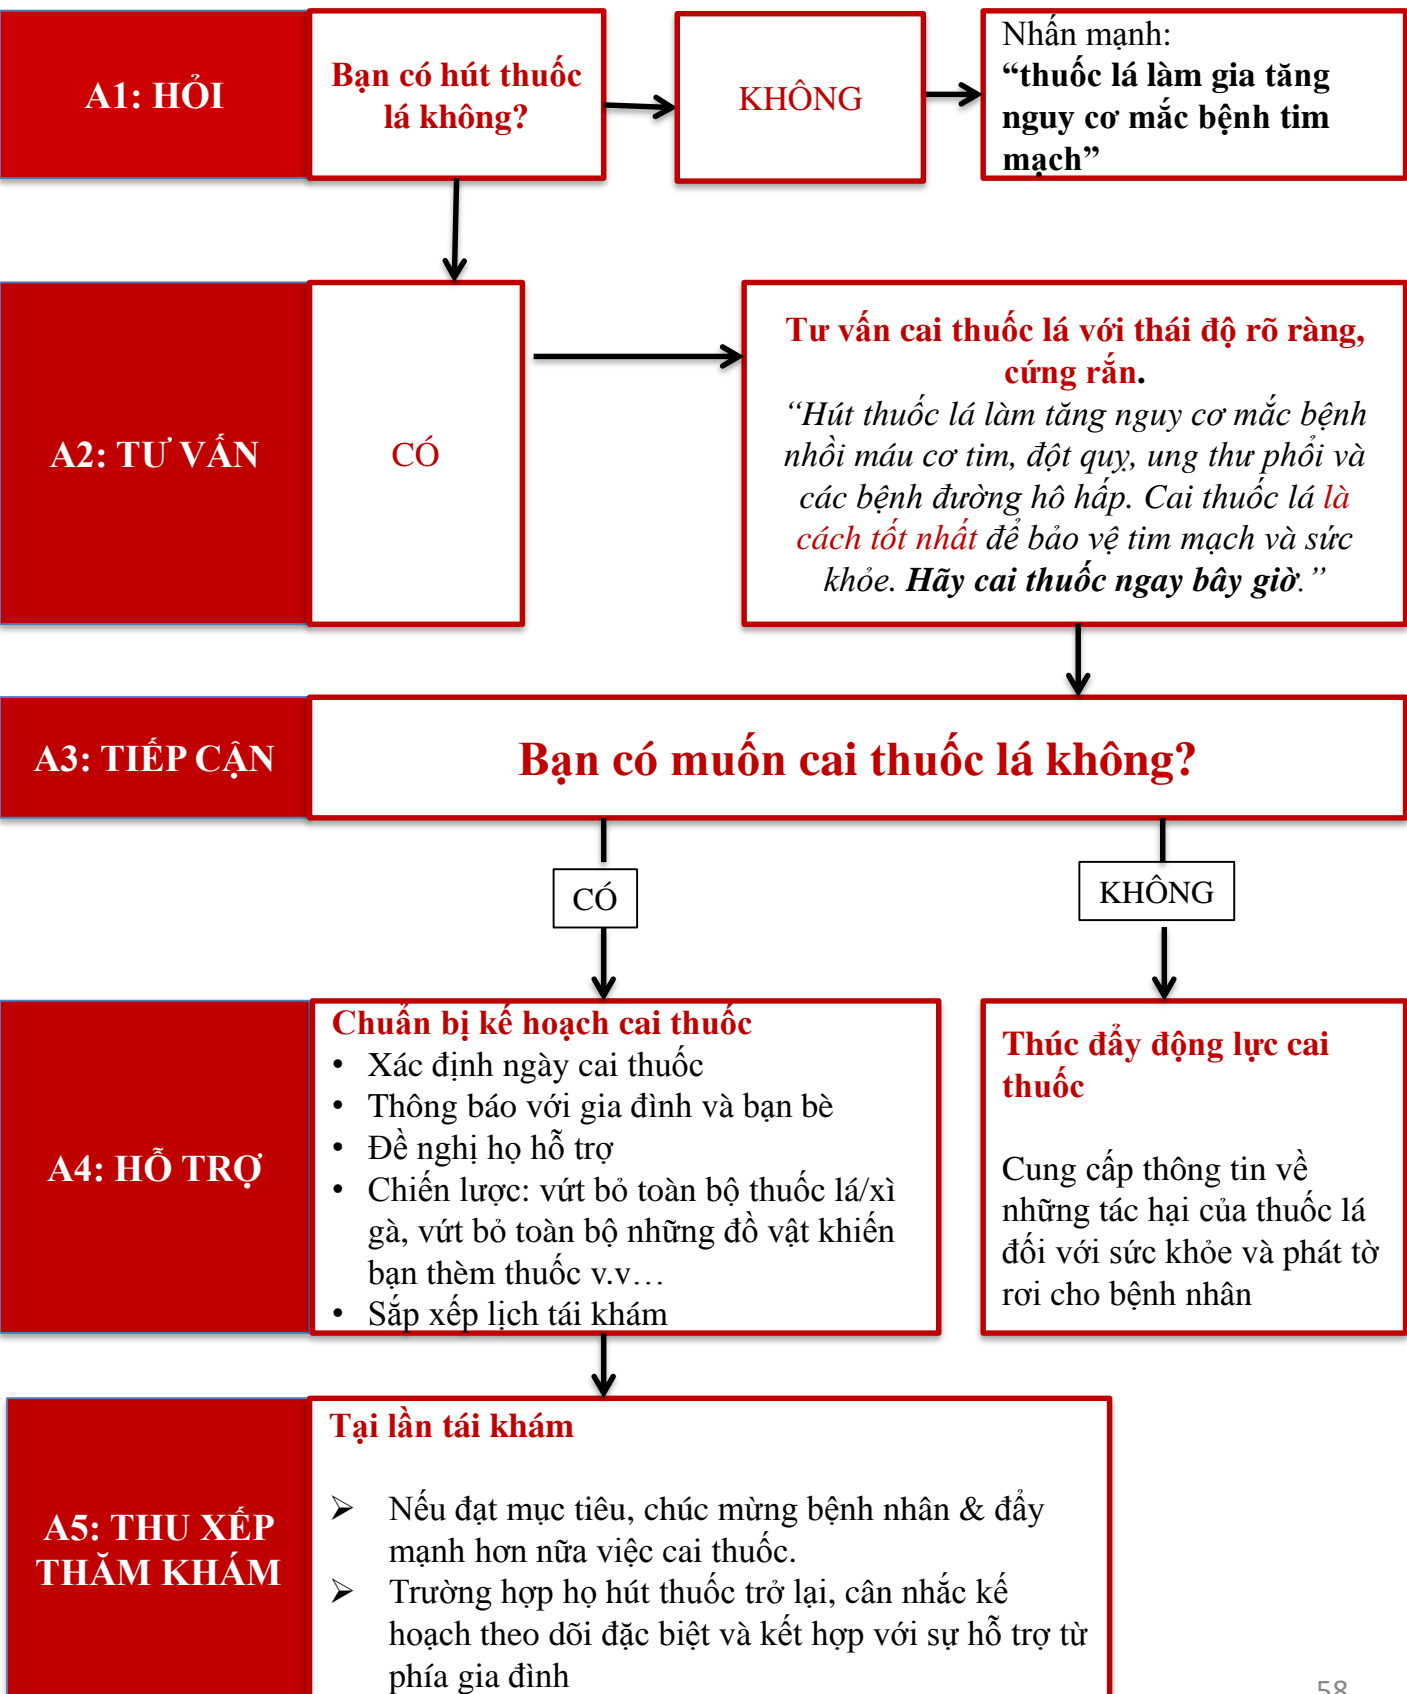 A1: HỎI
Bạn có hút thuốc
lá không?
KHÔNG
Nhấn mạnh:
“thuốc lá làm gia tăng
nguy cơ mắc bệnh tim
mạch”
A2: TƯ VẤN
CÓ
Tư vấn cai thuốc lá với thái độ rõ ràng,
cứng rắn.
“Hút thuốc lá làm tăng nguy cơ mắc bệnh
nhồi máu cơ tim, đột quỵ, ung thư phổi và
các bệnh đường hô hấp. Cai thuốc lá là
cách tốt nhất để bảo vệ tim mạch và sức
khỏe. Hãy cai thuốc ngay bây giờ.”
A3: TIẾP CẬN
Bạn có muốn cai thuốc lá không?
CÓ
KHÔNG
A4: HỖ TRỢ
Chuẩn bị kế hoạch cai thuốc
• Xác định ngày cai thuốc
• Thông báo với gia đình và bạn bè
• Đề nghị họ hỗ trợ
• Chiến lược: vứt bỏ toàn bộ thuốc lá/xì
gà, vứt bỏ toàn bộ những đồ vật khiến
bạn thèm thuốc v.v…
• Sắp xếp lịch tái khám
Thúc đẩy động lực cai
thuốc
Cung cấp thông tin về
những tác hại của thuốc lá
đối với sức khỏe và phát tờ
rơi cho bệnh nhân
A5: THU XẾP
THĂM KHÁM
Tại lần tái khám
➢ Nếu đạt mục tiêu, chúc mừng bệnh nhân & đẩy
mạnh hơn nữa việc cai thuốc.
➢ Trường hợp họ hút thuốc trở lại, cân nhắc kế
hoạch theo dõi đặc biệt và kết hợp với sự hỗ trợ từ
phía gia đình
58